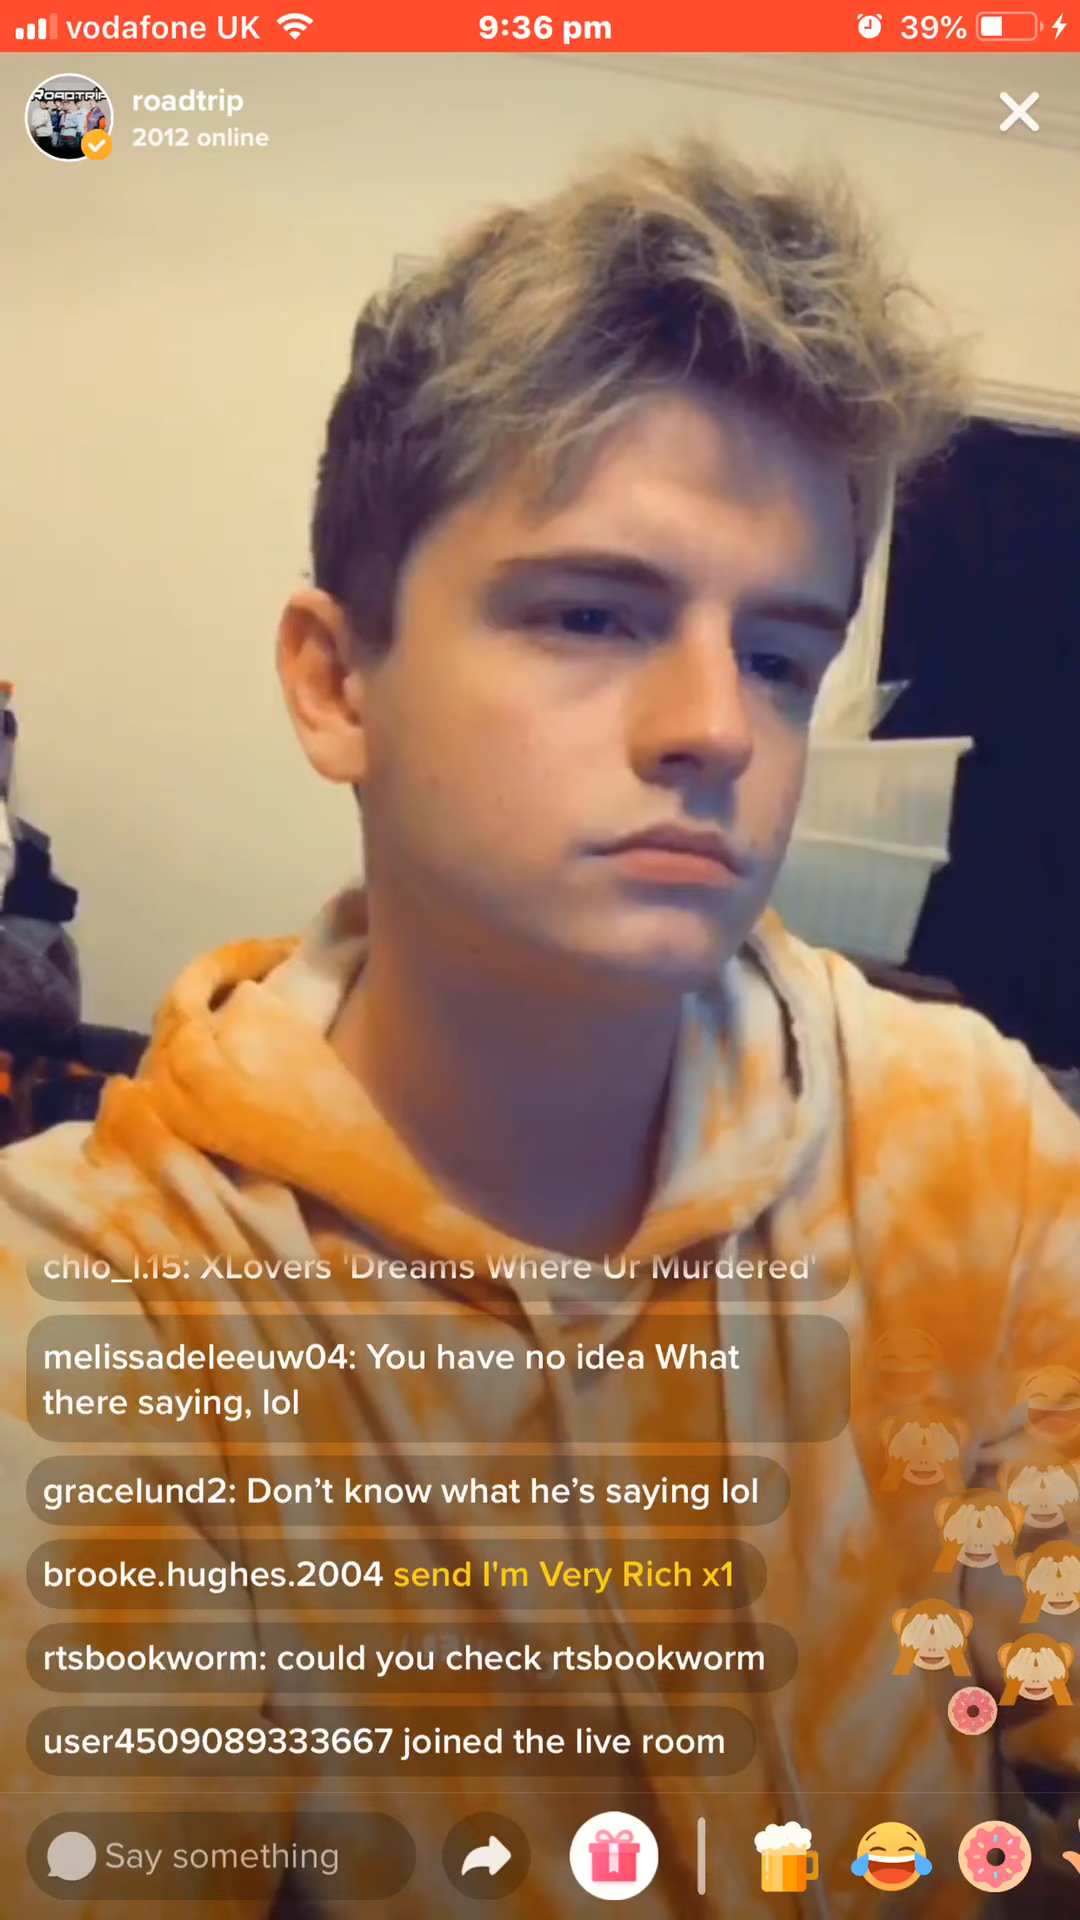 vodafone UK
9:36 pm
39%
ROADTRIP
roadtrip
2012 online
chlo_l.15: XLovers 'Dreams Where Ur Murdered'
melissadeleeuw04: You have no idea What
there saying, lol
gracelund2: Don’t know what he’s saying lol
brooke.hughes.2004 send I'm Very Rich x1
rtsbookworm: could you check rtsbookworm
user4509089333667 joined the live room
Say something